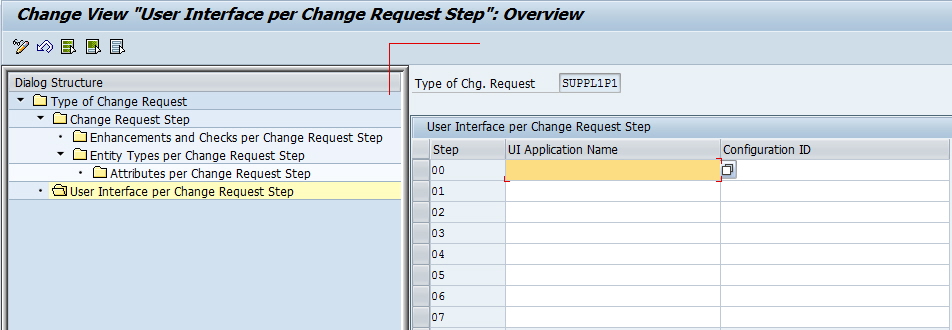 Change View "User Interface per Change Request Step": Overview
Dialog Structure
Type of Change Request
Change Request Step
Enhancements and Checks per Change Request Step
Entity Types per Change Request Step
Attributes per Change Request Step
User Interface per Change Request Step
Type of Chg. Request SUPPL1P1
User Interface per Change Request Step
Step UI Application Name Configuration ID
00
01
02
03
04
05
06
07